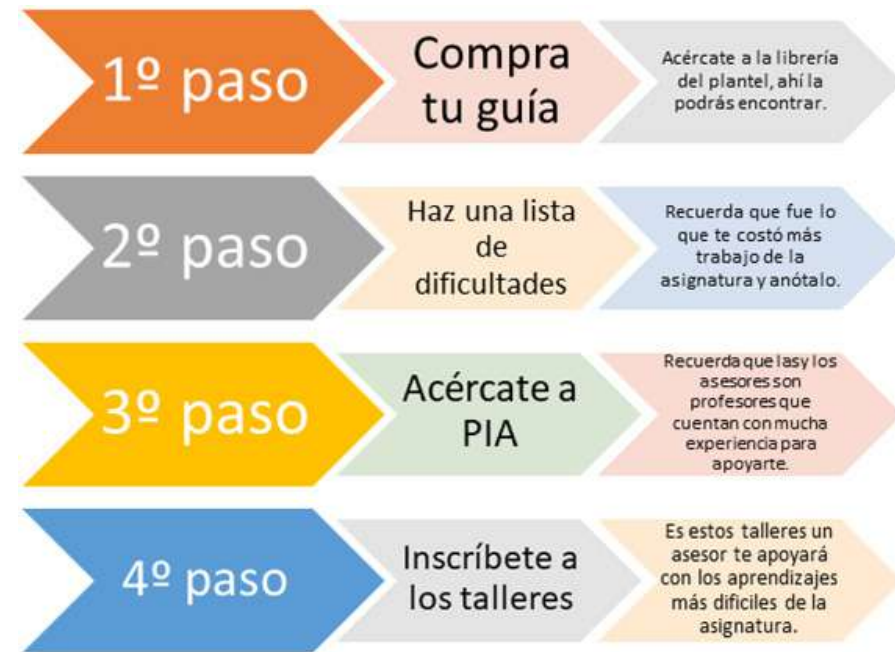 1º paso
Compra
tu guía
Acércate a la librería
del plantel, ahí la
podrás encontrar.
2º paso
Haz una lista
de
dificultades
Recuerda que fue lo
que te costó más
trabajo de la
asignatura y anótalo.
3º paso
Acércate a
PIA
Recuerda que lasy los
asesores son
profesores que
cuentan con mucha
experiencia para
apoyarte.
4º paso
Inscríbete a
los talleres
Es estos talleres un
asesor te apoyará
con los aprendizajes
más dificiles de la
asignatura.